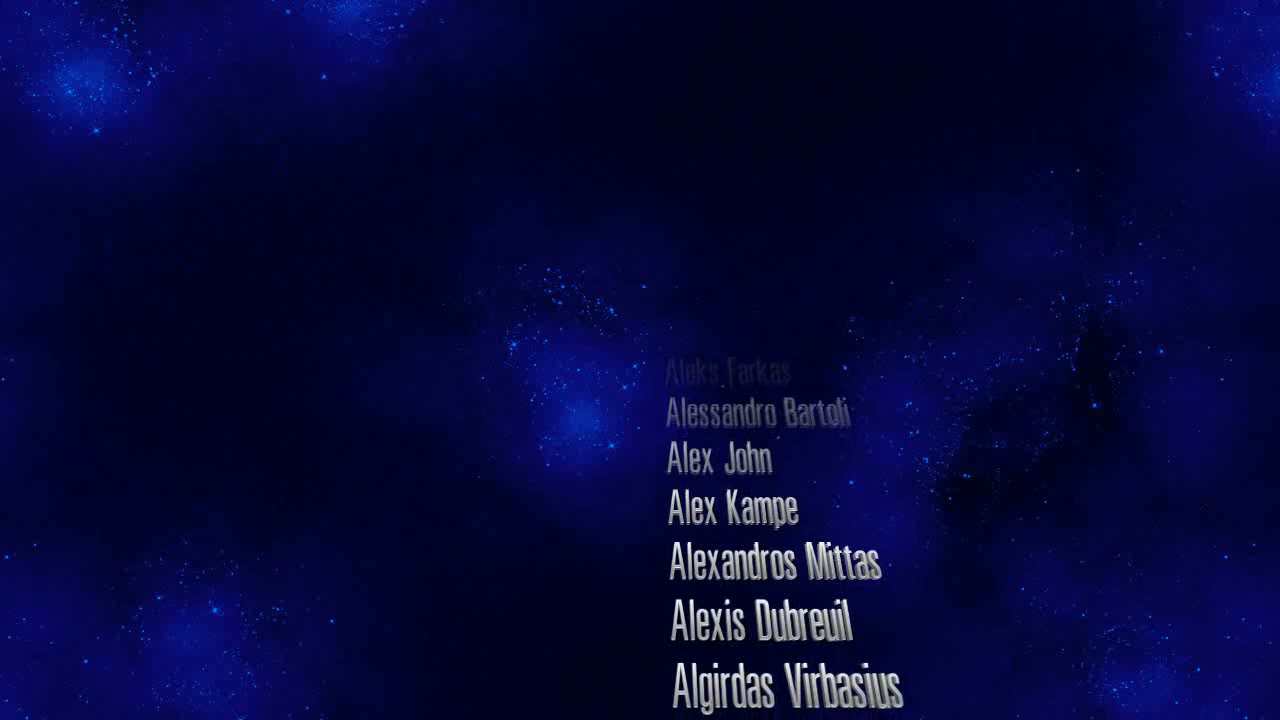 Aleks Farkas
Alessandro Bartoli
Alex John
Alex Kampe
Alexandros Mittas
Alexis Dubreuil
Algirdas Virbasius